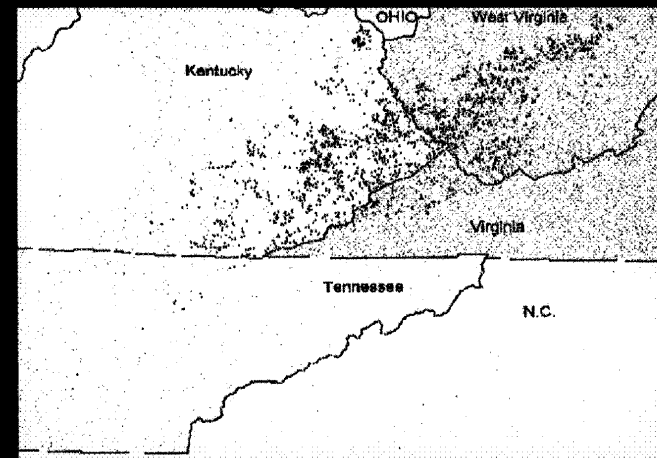 OHIO
West Virginia
Kentucky
Virginia
Tennessee
N.C.